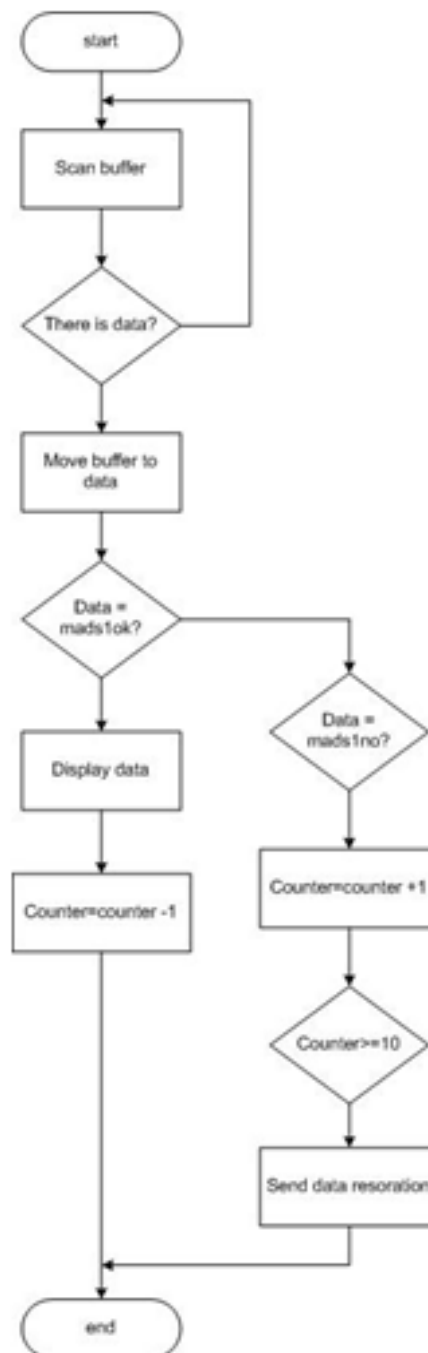 start
Scan buffer
There is data?
Move buffer to
data
Data =
mads1ok?
Data =
mads1no?
Display data
Counter=counter +1
Counter=counter -1
Counter>=10
Send data resoration
end